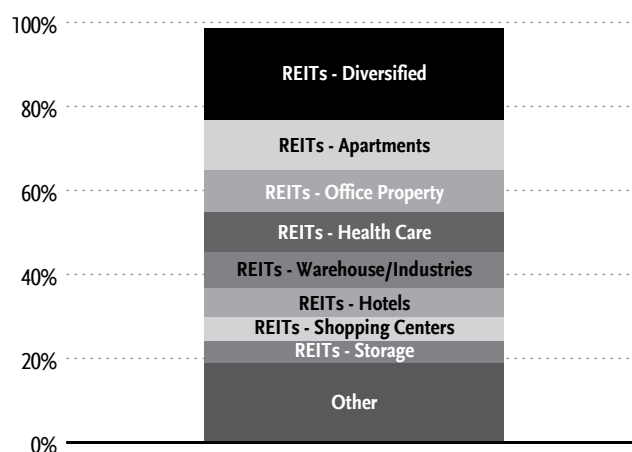 100%
REITs - Diversified
80%
REITs - Apartments
60%
REITs - Office Property
REITs - Health Care
40%
REITs - Warehouse/Industries
REITs - Hotels
REITs - Shopping Centers
20%
REITs - Storage
Other
0%